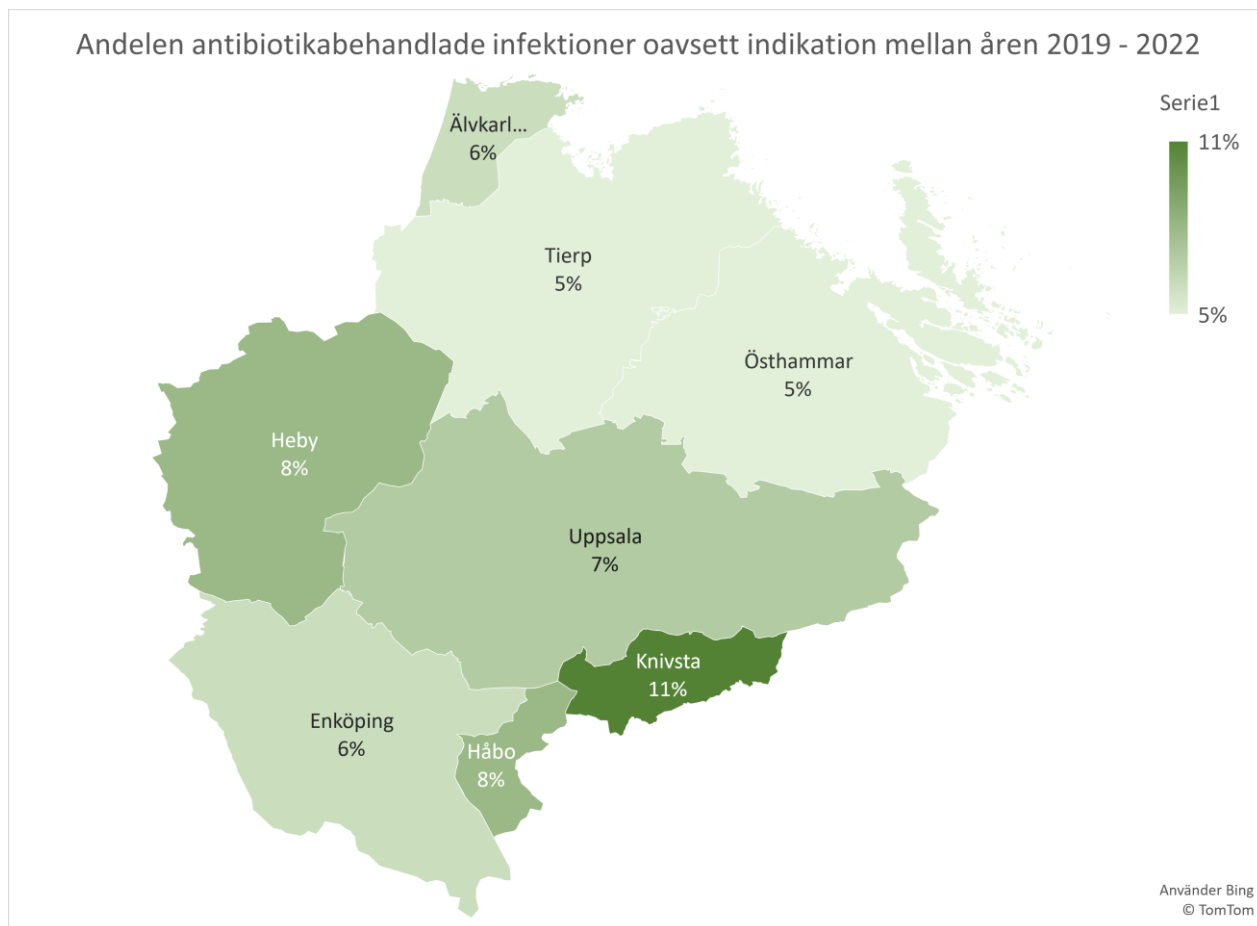 Andelen antibiotikabehandlade infektioner oavsett indikation mellan åren 2019 - 2022
Serie1
11%
5%
Älvkarl...
6%
Tierp
5%
Östhammar
5%
Heby
8%
Uppsala
7%
Knivsta
11%
Enköping
6%
Håbo
8%
Använder Bing
© TomTom